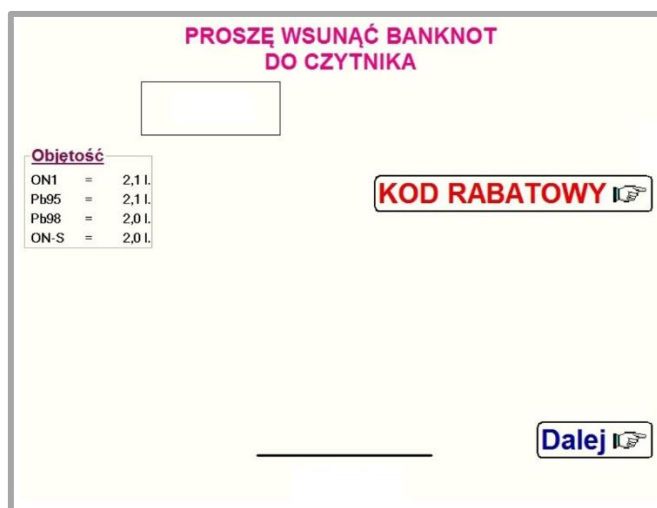 PROSZĘ WSUNĄĆ BANKNOT
DO CZYTNIKA
Objętość
ON1 = 2,1 l.
Pb95 = 2,1 l.
Pb98 = 2,0 l.
ON-S = 2,0 l.
KOD RABATOWY
Dalej